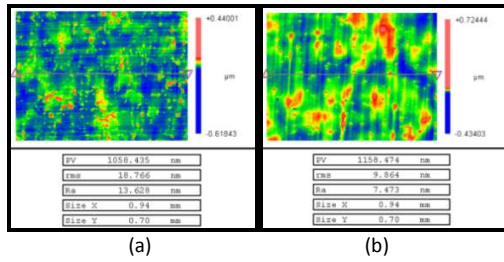 +0.44001
µm
-0.61843
PV 1058.435 nm
rms 18.766 nm
Ra 13.628 nm
Size X 0.94 mm
Size Y 0.70 mm
(a)
+0.72444
µm
-0.43403
PV 1158.474 nm
rms 9.864 nm
Ra 7.473 nm
Size X 0.94 mm
Size Y 0.70 mm
(b)